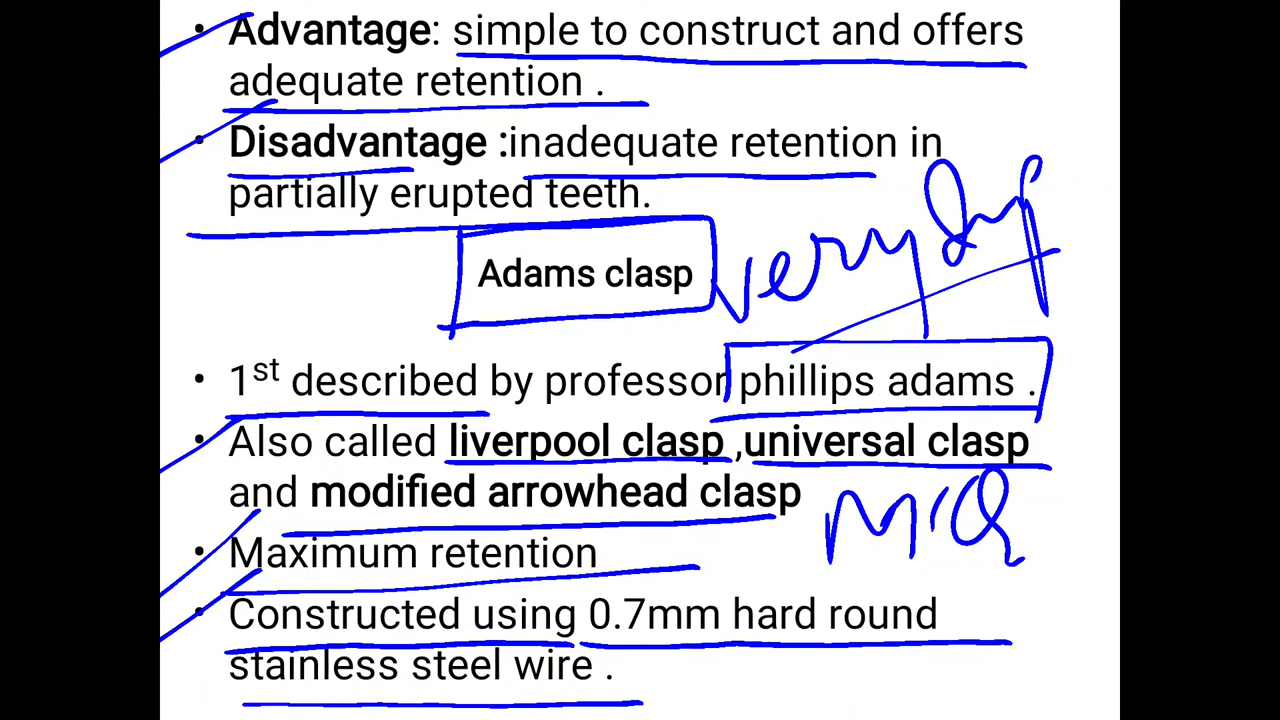 • Advantage: simple to construct and offers
adequate retention .
• Disadvantage :inadequate retention in
partially erupted teeth.
Adams clasp
Very Imp
• 1st described by professor phillips adams .
• Also called liverpool clasp ,universal clasp
and modified arrowhead clasp
MCQ
• Maximum retention
• Constructed using 0.7mm hard round
stainless steel wire .